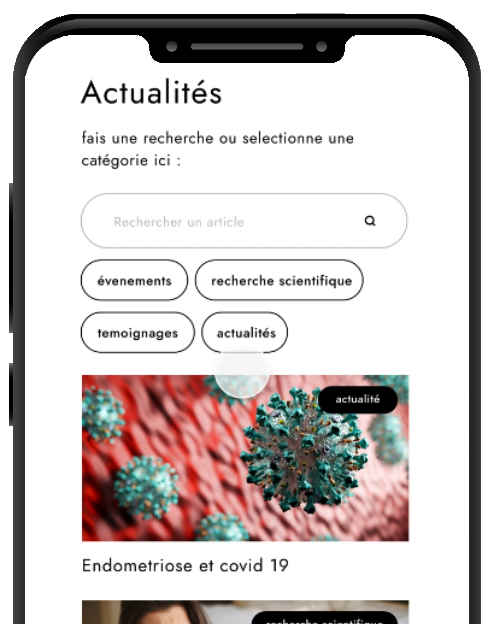 Actualités
fais une recherche ou selectionne une
catégorie ici :
Rechercher un article
évenements
recherche scientifique
temoignages
actualités
actualité
Endometriose et covid 19
recherche scientifique